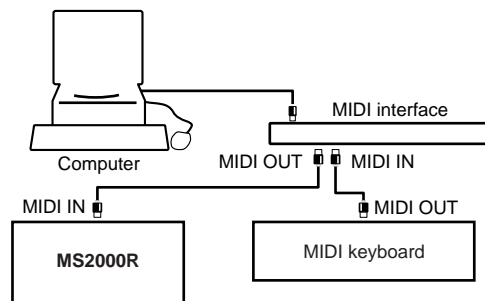 MIDI interface
Computer
MIDI OUT
MIDI IN
MIDI IN
MIDI OUT
MS2000R
MIDI keyboard